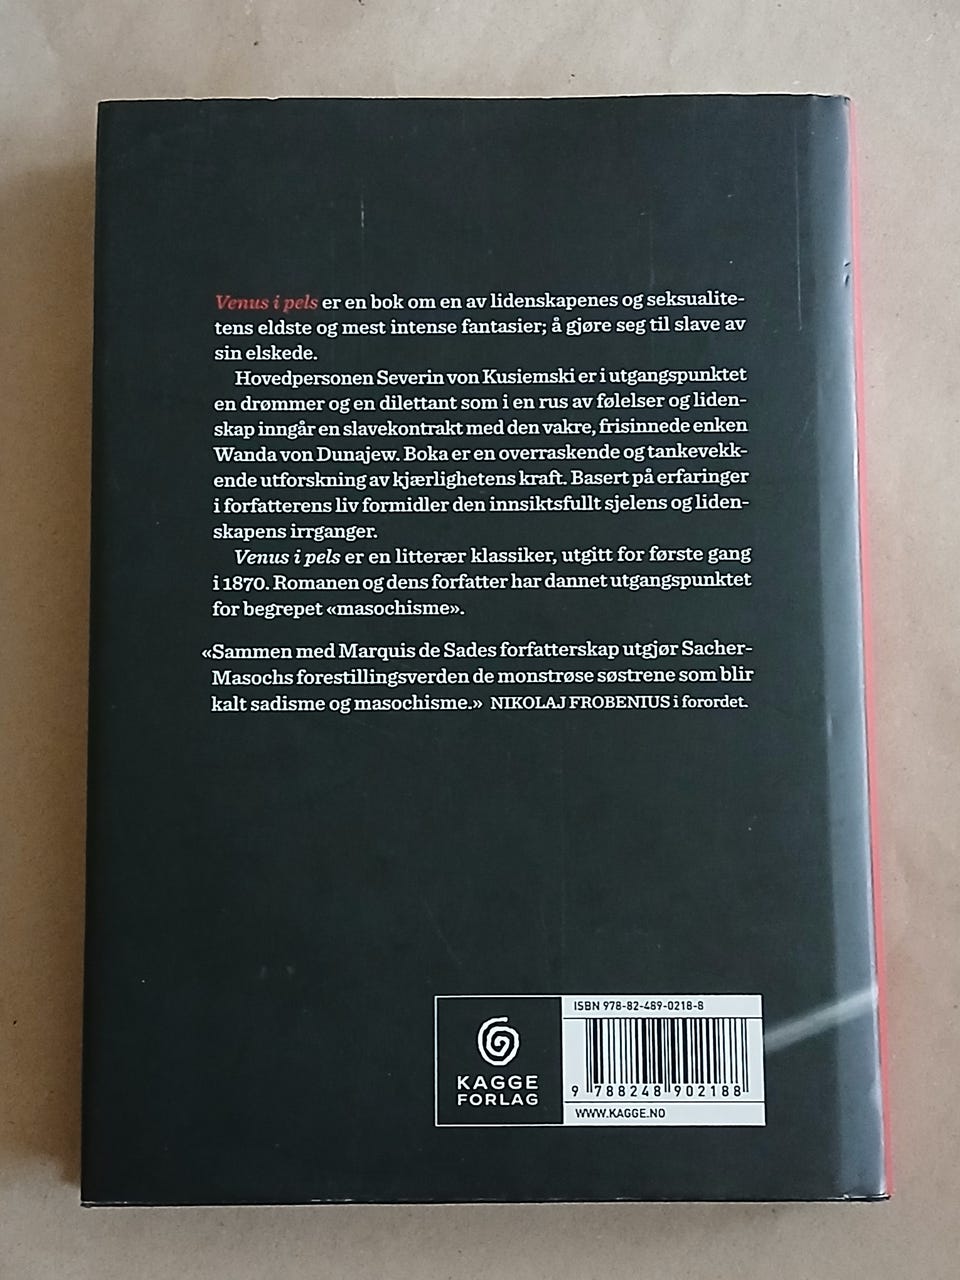 Venus i pels er en bok om en av lidenskapenes og seksualite-
tens eldste og mest intense fantasier; å gjøre seg til slave av
sin elskede.
Hovedpersonen Severin von Kusiemski er i utgangspunktet
en drømmer og en dilettant som i en rus av følelser og liden-
skap inngår en slavekontrakt med den vakre, frisinnede enken
Wanda von Dunajew. Boka er en overraskende og tankevekk-
ende utforskning av kjærlighetens kraft. Basert på erfaringer
i forfatterens liv formidler den innsiktsfullt sjelens og liden-
skapens irrganger.
Venus i pels er en litterær klassiker, utgitt for første gang
i 1870. Romanen og dens forfatter har dannet utgangspunktet
for begrepet «masochisme».
«Sammen med Marquis de Sades forfatterskap utgjør Sacher-
Masochs forestillingsverden de monstrøse søstrene som blir
kalt sadisme og masochisme.» NIKOLAJ FROBENIUS i forordet.
ISBN 978-82-489-0218-8
KAGGE
FORLAG
9 788248 902188
WWW.KAGGE.NO